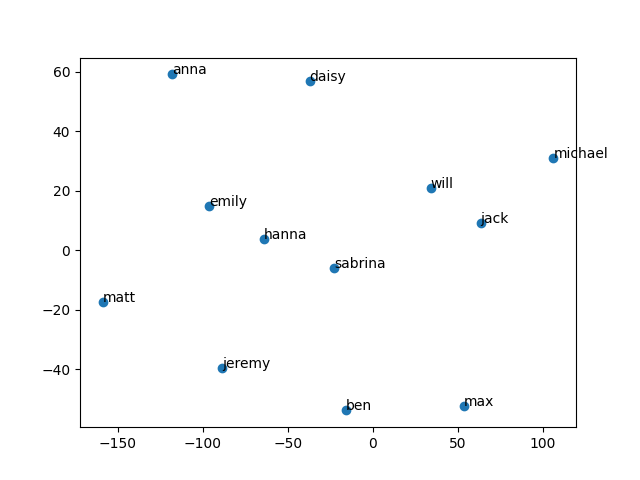 60
anna
daisy
40
michael
20
will
emily
jack
hanna
0
sabrina
−20
matt
−40
jeremy
ben
max
−150
−100
−50
0
50
100